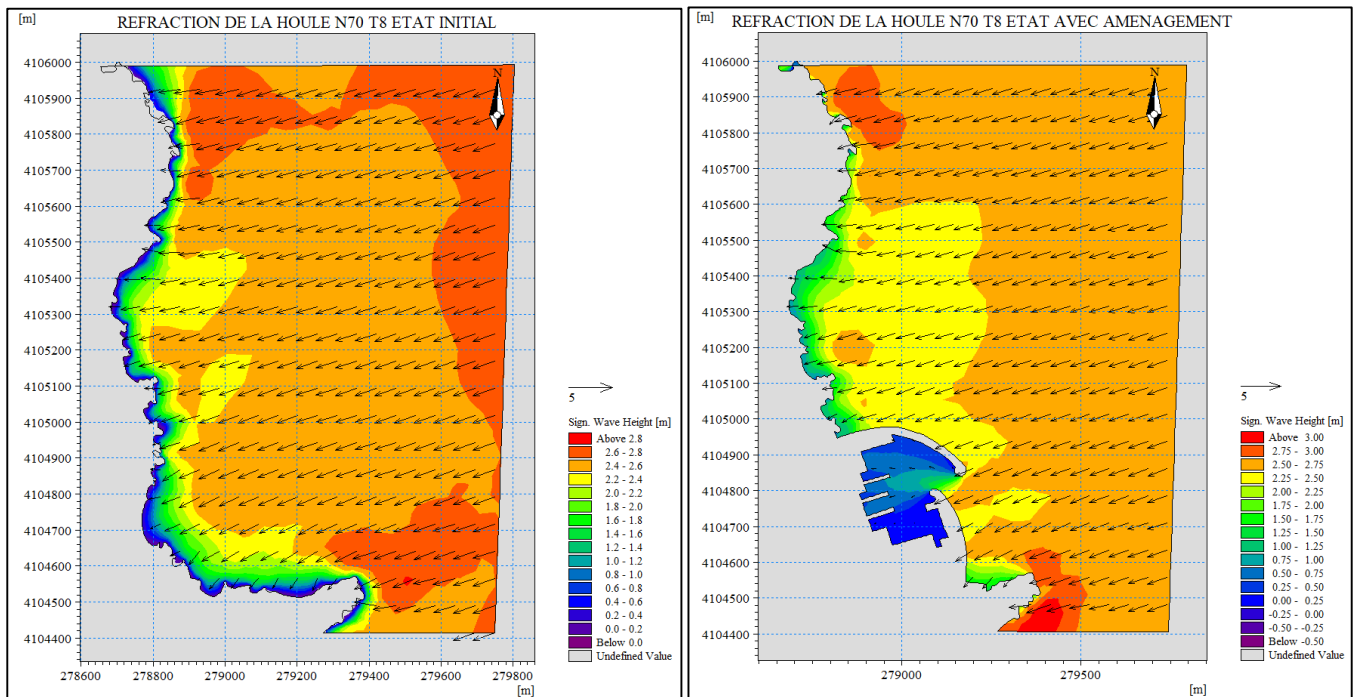 [m]
REFRACTION DE LA HOULE N70 T8 ETAT INITIAL
4106000
4105900
4105800
4105700
4105600
4105500
4105400
4105300
4105200
4105100
4105000
4104900
4104800
4104700
4104600
4104500
4104400
N
5
Sign. Wave Height [m]
Above 2.8
2.6 - 2.8
2.4 - 2.6
2.2 - 2.4
2.0 - 2.2
1.8 - 2.0
1.6 - 1.8
1.4 - 1.6
1.2 - 1.4
1.0 - 1.2
0.8 - 1.0
0.6 - 0.8
0.4 - 0.6
0.2 - 0.4
0.0 - 0.2
Below 0.0
Undefined Value
278600 278800 279000 279200 279400 279600 279800
[m]
[m]
REFRACTION DE LA HOULE N70 T8 ETAT AVEC AMENAGEMENT
4106000
4105900
4105800
4105700
4105600
4105500
4105400
4105300
4105200
4105100
4105000
4104900
4104800
4104700
4104600
4104500
4104400
N
5
Sign. Wave Height [m]
Above 3.00
2.75 - 3.00
2.50 - 2.75
2.25 - 2.50
2.00 - 2.25
1.75 - 2.00
1.50 - 1.75
1.25 - 1.50
1.00 - 1.25
0.75 - 1.00
0.50 - 0.75
0.25 - 0.50
0.00 - 0.25
-0.25 - 0.00
-0.50 - -0.25
Below -0.50
Undefined Value
279000 279500
[m]